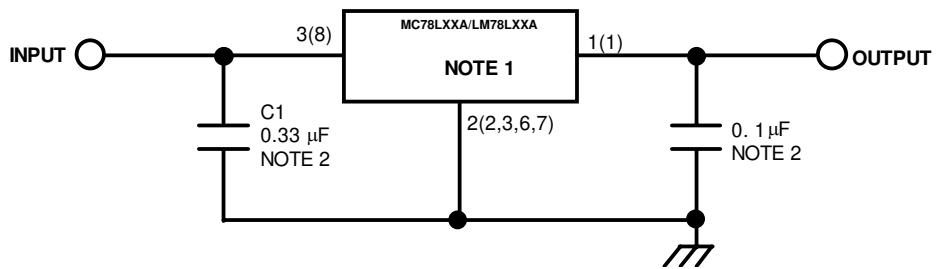 MC78LXXA/LM78LXXA
3(8)
1(1)
INPUT
NOTE 1
OUTPUT
C1
0.33 μF
NOTE 2
2(2,3,6,7)
0. 1μF
NOTE 2